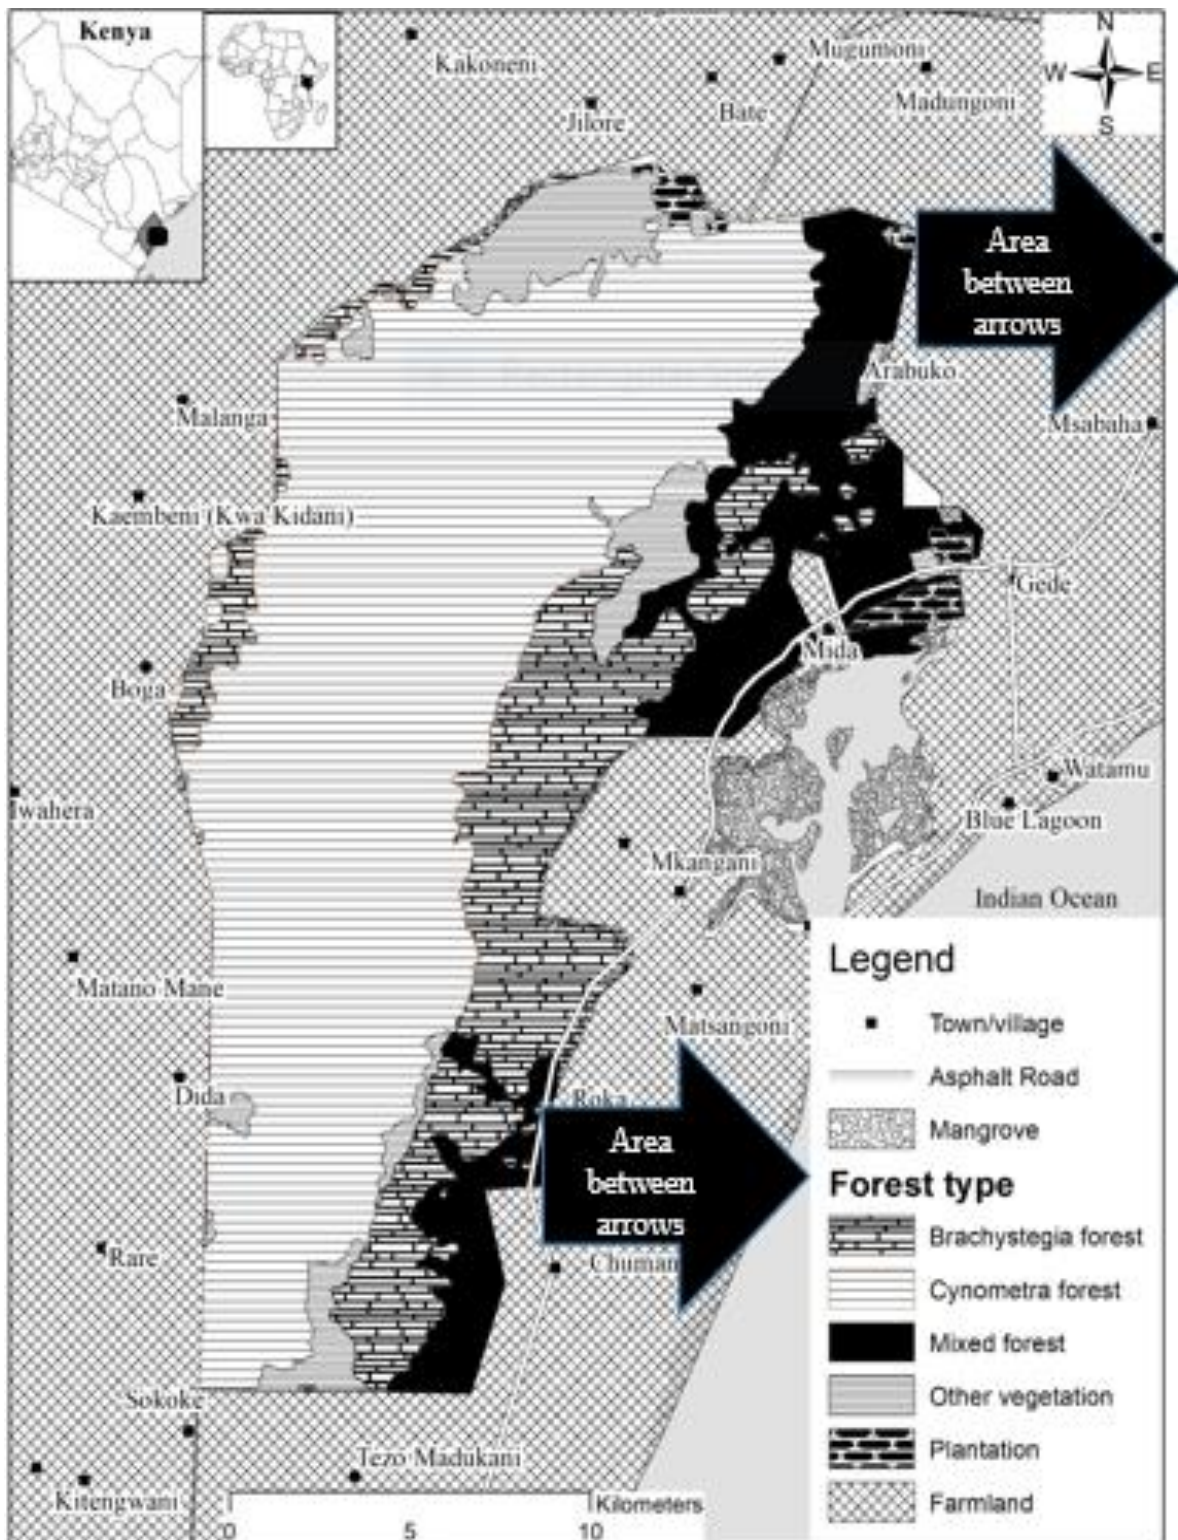 Kenya
N
W
E
S
Kakoneni
Mugumoni
Bate
Madungoni
Jilore
Area
between
arrows
Arabuko
Malanga
Msabaha
Kaembeni (Kwa Kidani)
Gede
Mida
Boga
Watamu
Iwahera
Blue Lagoon
Mkangani
Indian Ocean
Matano Mane
Matsangoni
Dida
Roka
Area
between
arrows
Rare
Chuman
Sokoke
Tezo Madukani
Kitengwani
Kilometers
0
5
10
Legend
Town/village
Asphalt Road
Mangrove
Forest type
Brachystegia forest
Cynometra forest
Mixed forest
Other vegetation
Plantation
Farmland